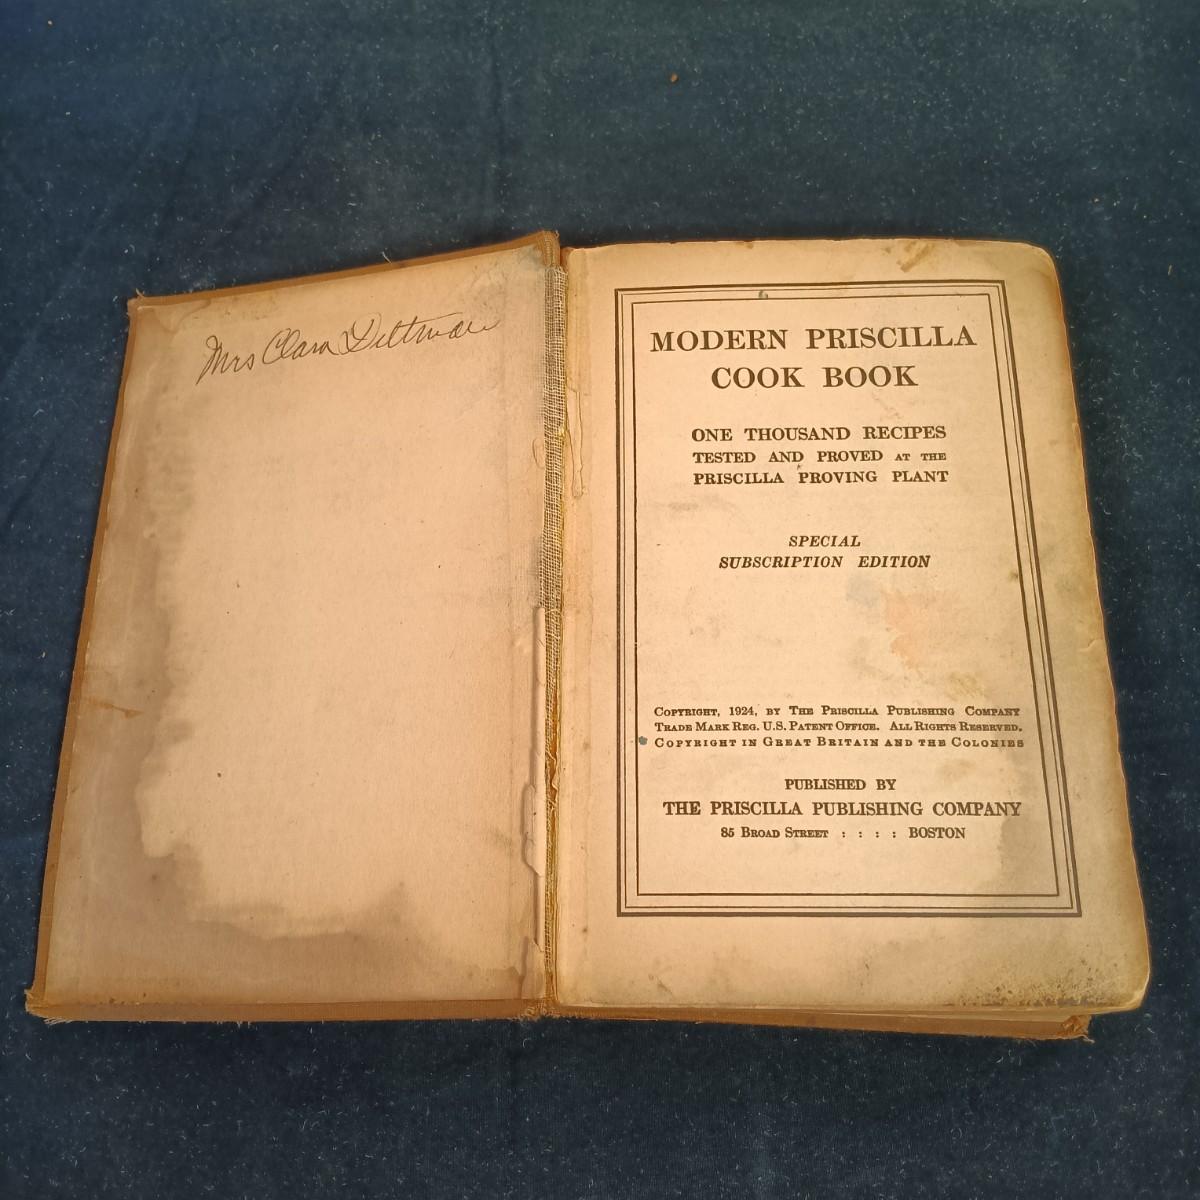 Mrs Clara Dittman
MODERN PRISCILLA
COOK BOOK
ONE THOUSAND RECIPES
TESTED AND PROVED AT THE
PRISCILLA PROVING PLANT
SPECIAL
SUBSCRIPTION EDITION
COPYRIGHT, 1924, BY THE PRISCILLA PUBLISHING COMPANY
TRADE MARK REG. U.S. PATENT OFFICE. ALL RIGHTS RESERVED.
COPYRIGHT IN GREAT BRITAIN AND THE COLONIES
PUBLISHED BY
THE PRISCILLA PUBLISHING COMPANY
85 BROAD STREET : : : : BOSTON